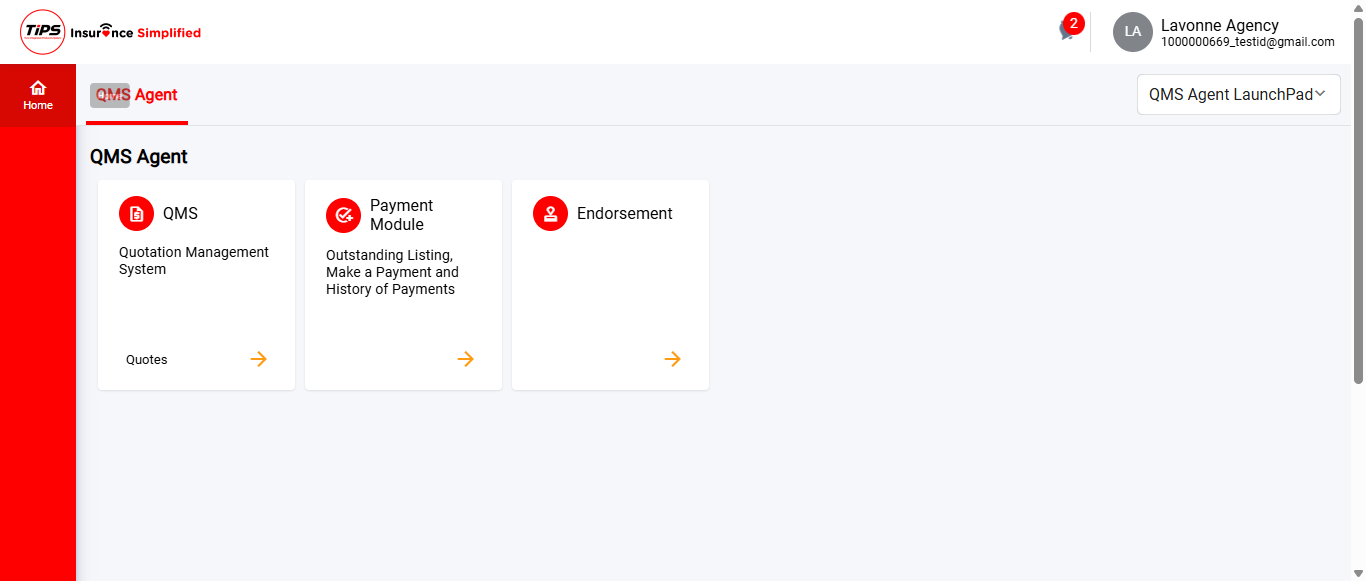 TiPS
Insurance Simplified
2
LA
Lavonne Agency
1000000669_testid@gmail.com
Home
QMS Agent
QMS Agent LaunchPad
QMS Agent
QMS
Quotation Management
System
Quotes
Payment
Module
Outstanding Listing,
Make a Payment and
History of Payments
Endorsement